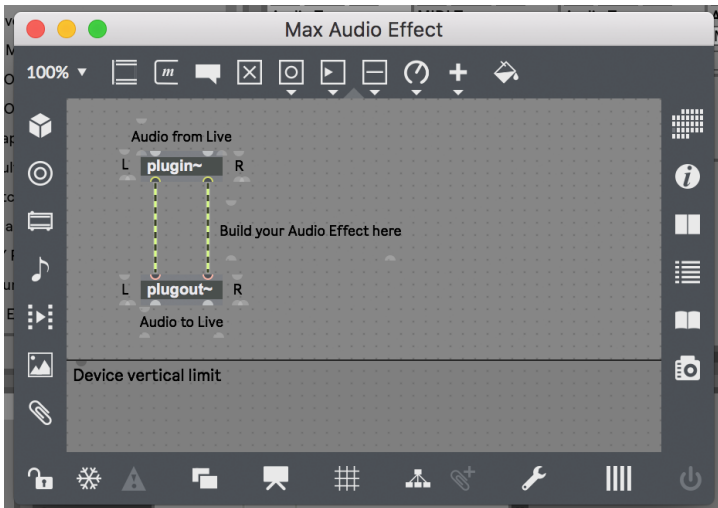 Max Audio Effect
100%
m
Audio from Live
L plugin~ R
Build your Audio Effect here
L plugout~ R
Audio to Live
Device vertical limit